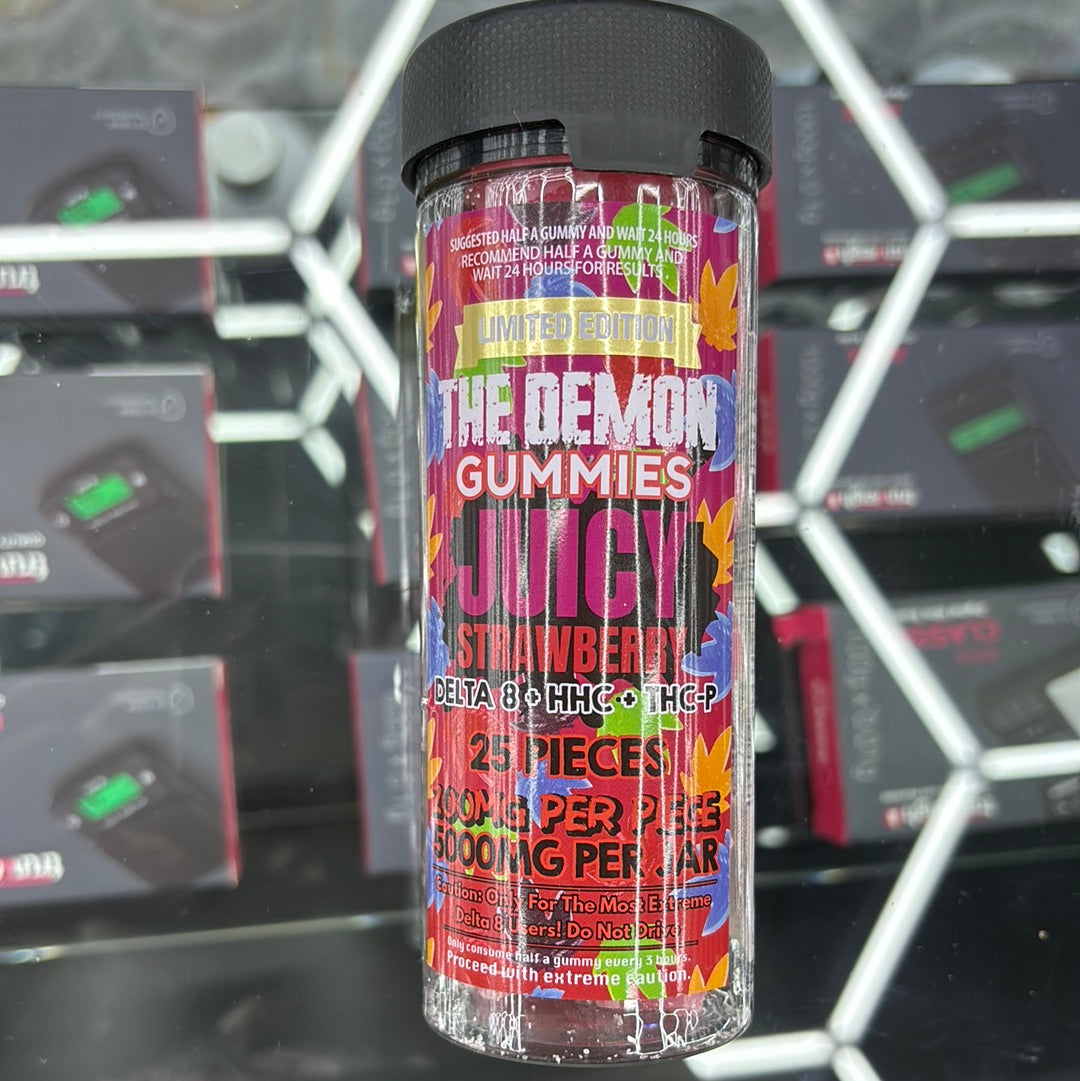 SUGGESTED HALF A GUMMY AND WAIT 24 HOURS
RECOMMEND HALF A GUMMY AND
WAIT 24 HOURS FOR RESULTS.
LIMITED EDITION
THE DEMON
GUMMIES
JUICY
STRAWBERRY
DELTA 8 + HHC + THC-P
25 PIECES
200MG PER PIECE
5000MG PER JAR
Caution: Only For The Most Extreme
Delta 8 Users! Do Not Drive
Only consume half a gummy every 3 hours.
Proceed with extreme caution.